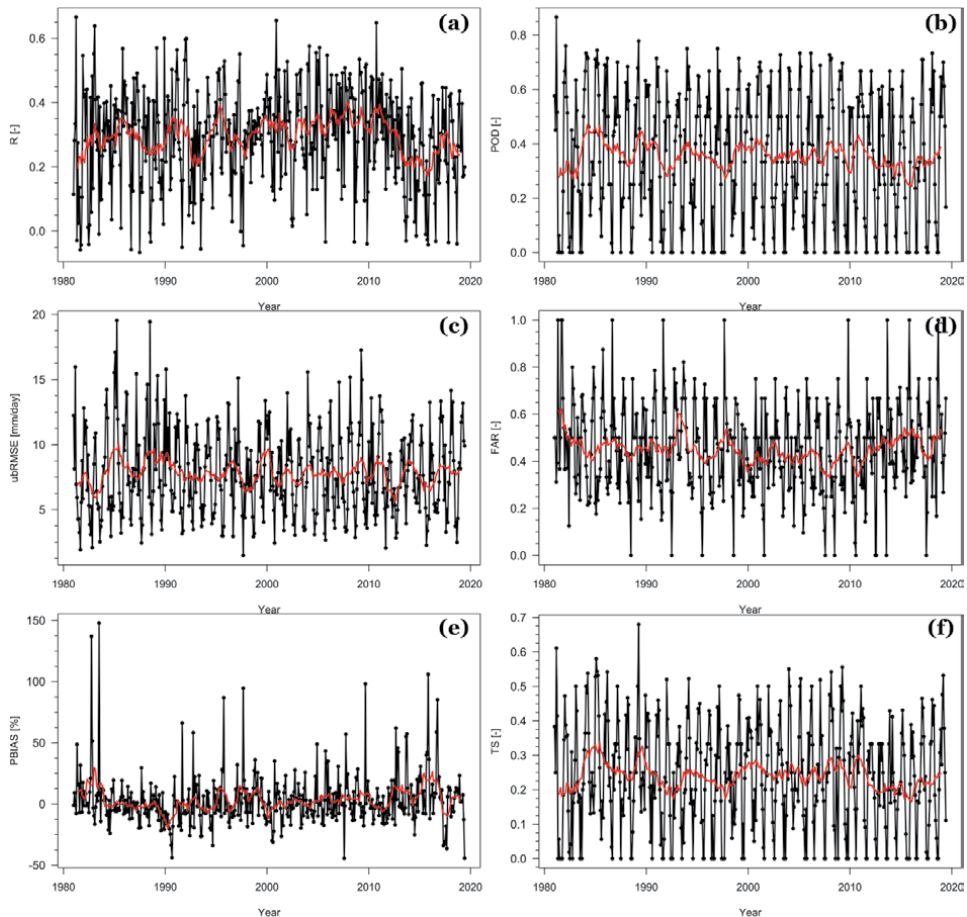 (a)
R [-]
0.6
0.4
0.2
0.0
1980 1990 2000 2010 2020
Year
(b)
POD [-]
0.8
0.6
0.4
0.2
0.0
1980 1990 2000 2010 2020
Year
(c)
ubRMSE [mm/day]
20
15
10
5
1980 1990 2000 2010 2020
Year
(d)
FAR [-]
1.0
0.8
0.6
0.4
0.2
0.0
1980 1990 2000 2010 2020
Year
(e)
PBIAS [%]
150
100
50
0
-50
1980 1990 2000 2010 2020
Year
(f)
TS [-]
0.7
0.6
0.5
0.4
0.3
0.2
0.1
0.0
1980 1990 2000 2010 2020
Year